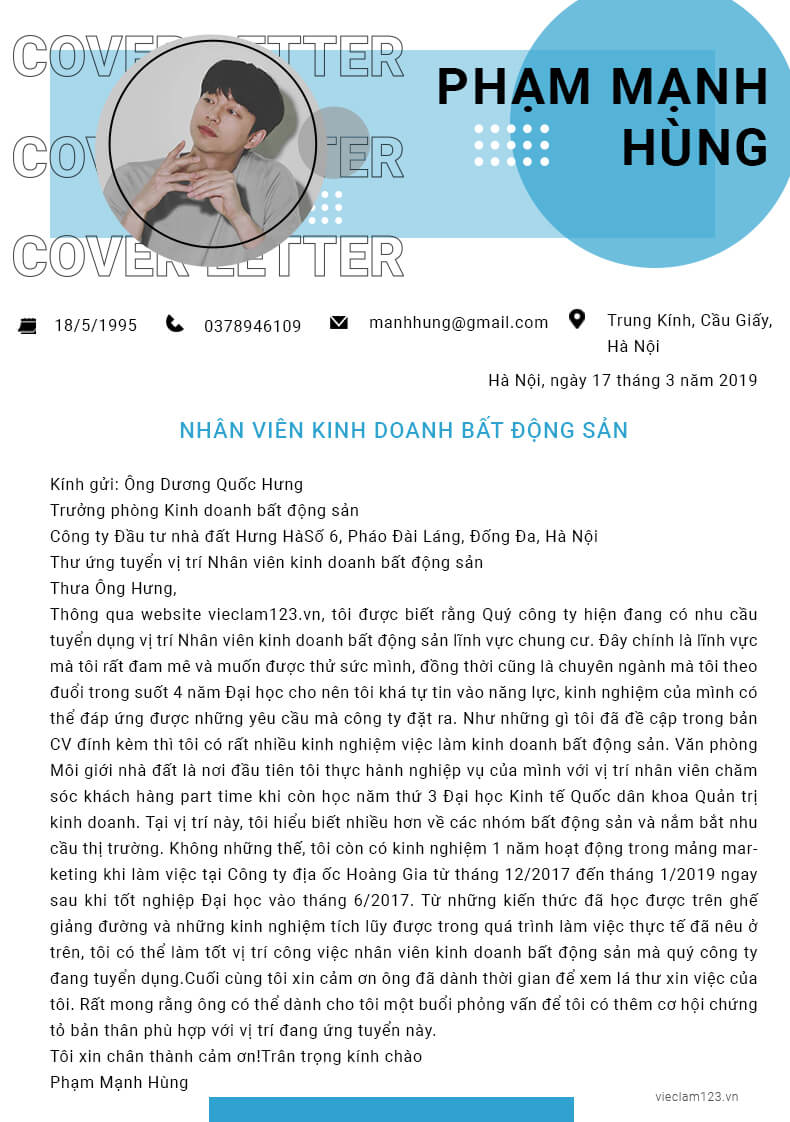 COVER LETTER
COVER LETTER
COVER LETTER
PHẠM MẠNH
HÙNG
18/5/1995
0378946109
manhhung@gmail.com
Trung Kính, Cầu Giấy,
Hà Nội
Hà Nội, ngày 17 tháng 3 năm 2019
NHÂN VIÊN KINH DOANH BẤT ĐỘNG SẢN
Kính gửi: Ông Dương Quốc Hưng
Trưởng phòng Kinh doanh bất động sản
Công ty Đầu tư nhà đất Hưng HàSố 6, Pháo Đài Láng, Đống Đa, Hà Nội
Thư ứng tuyển vị trí Nhân viên kinh doanh bất động sản
Thưa Ông Hưng,
Thông qua website vieclam123.vn, tôi được biết rằng Quý công ty hiện đang có nhu cầu
tuyển dụng vị trí Nhân viên kinh doanh bất động sản lĩnh vực chung cư. Đây chính là lĩnh vực
mà tôi rất đam mê và muốn được thử sức mình, đồng thời cũng là chuyên ngành mà tôi theo
đuổi trong suốt 4 năm Đại học cho nên tôi khá tự tin vào năng lực, kinh nghiệm của mình có
thể đáp ứng được những yêu cầu mà công ty đặt ra. Như những gì tôi đã đề cập trong bản
CV đính kèm thì tôi có rất nhiều kinh nghiệm việc làm kinh doanh bất động sản. Văn phòng
Môi giới nhà đất là nơi đầu tiên tôi thực hành nghiệp vụ của mình với vị trí nhân viên chăm
sóc khách hàng part time khi còn học năm thứ 3 Đại học Kinh tế Quốc dân khoa Quản trị
kinh doanh. Tại vị trí này, tôi hiểu biết nhiều hơn về các nhóm bất động sản và nắm bắt nhu
cầu thị trường. Không những thế, tôi còn có kinh nghiệm 1 năm hoạt động trong mảng mar-
keting khi làm việc tại Công ty địa ốc Hoàng Gia từ tháng 12/2017 đến tháng 1/2019 ngay
sau khi tốt nghiệp Đại học vào tháng 6/2017. Từ những kiến thức đã học được trên ghế
giảng đường và những kinh nghiệm tích lũy được trong quá trình làm việc thực tế đã nêu ở
trên, tôi có thể làm tốt vị trí công việc nhân viên kinh doanh bất động sản mà quý công ty
đang tuyển dụng.Cuối cùng tôi xin cảm ơn ông đã dành thời gian để xem lá thư xin việc của
tôi. Rất mong rằng ông có thể dành cho tôi một buổi phỏng vấn để tôi có thêm cơ hội chứng
tỏ bản thân phù hợp với vị trí đang ứng tuyển này.
Tôi xin chân thành cảm ơn!Trân trọng kính chào
Phạm Mạnh Hùng
vieclam123.vn